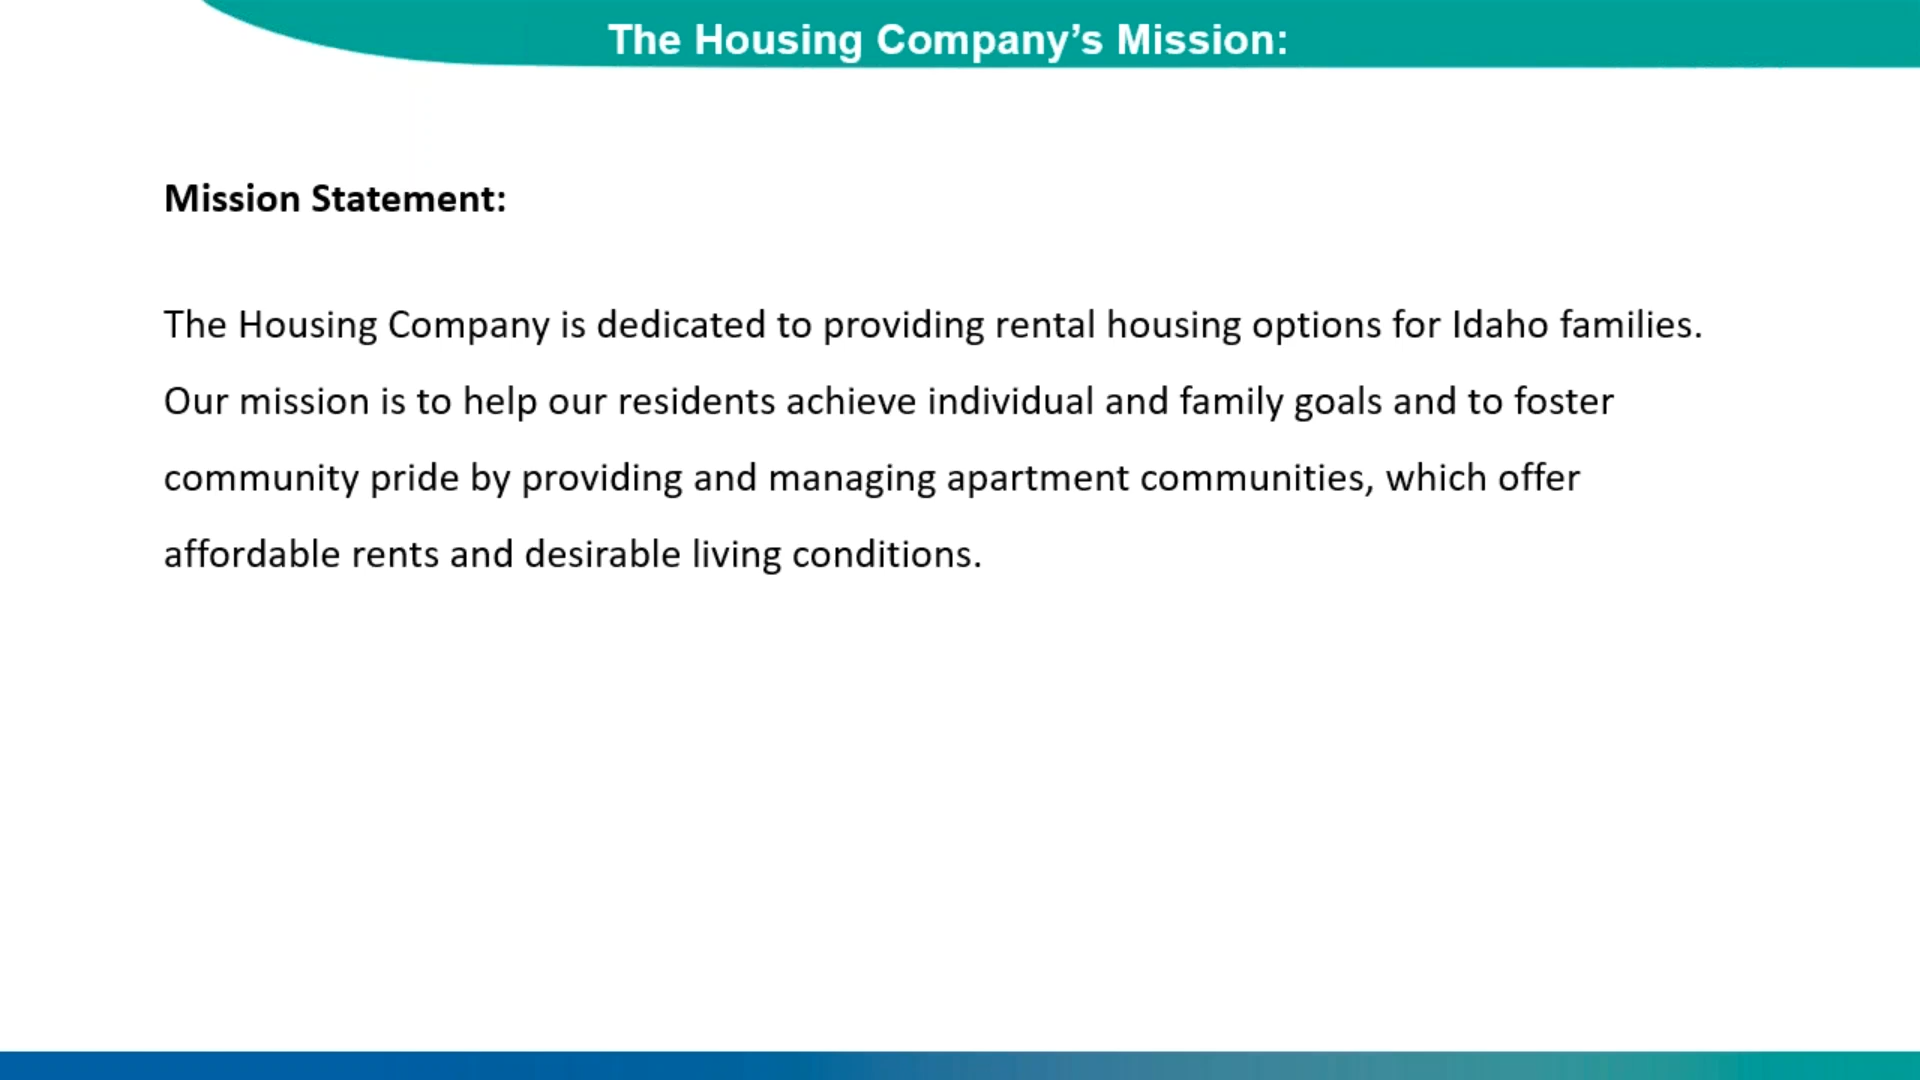 The Housing Company’s Mission:
Mission Statement:
The Housing Company is dedicated to providing rental housing options for Idaho families.
Our mission is to help our residents achieve individual and family goals and to foster
community pride by providing and managing apartment communities, which offer
affordable rents and desirable living conditions.